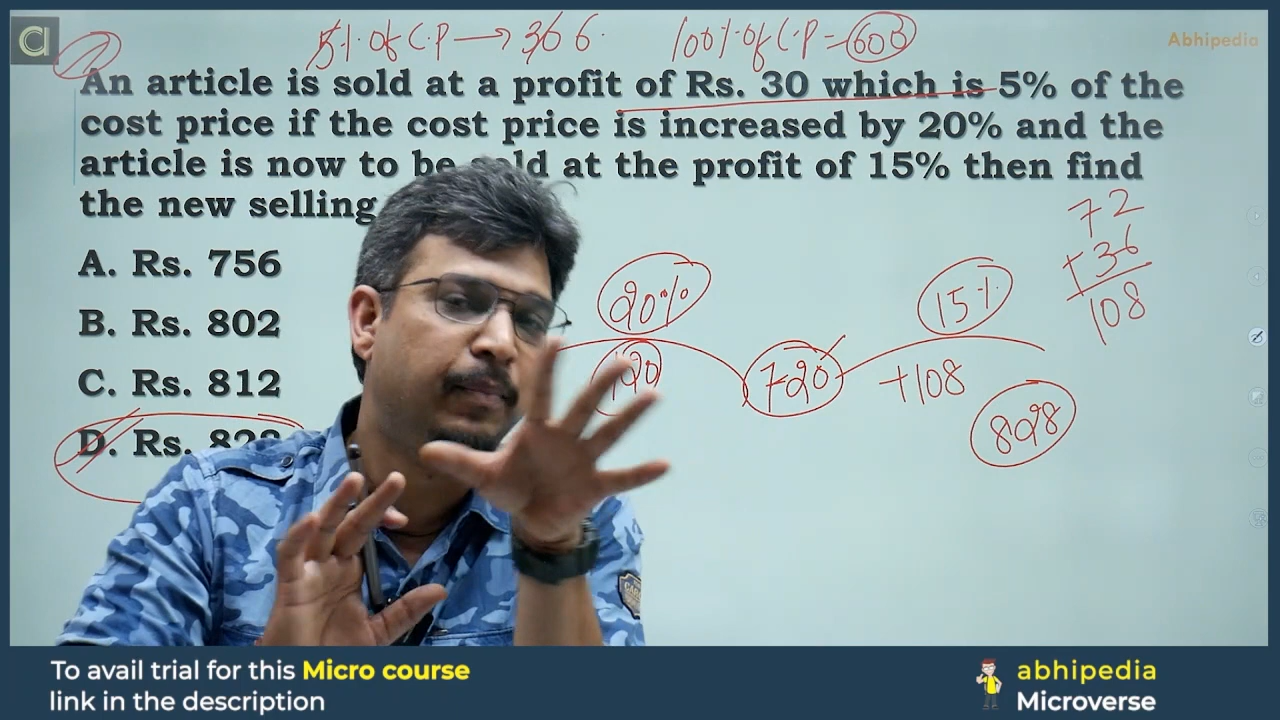 5% of C.P → 30 6.
100% of C.P = 600
Abhipedia
An article is sold at a profit of Rs. 30 which is 5% of the
cost price if the cost price is increased by 20% and the
article is now to be sold at the profit of 15% then find
the new selling
A. Rs. 756
B. Rs. 802
C. Rs. 812
D. Rs. 828
20%
120
720
15%
+108
828
72
+36
108
To avail trial for this Micro course
link in the description
abhipedia
Microverse